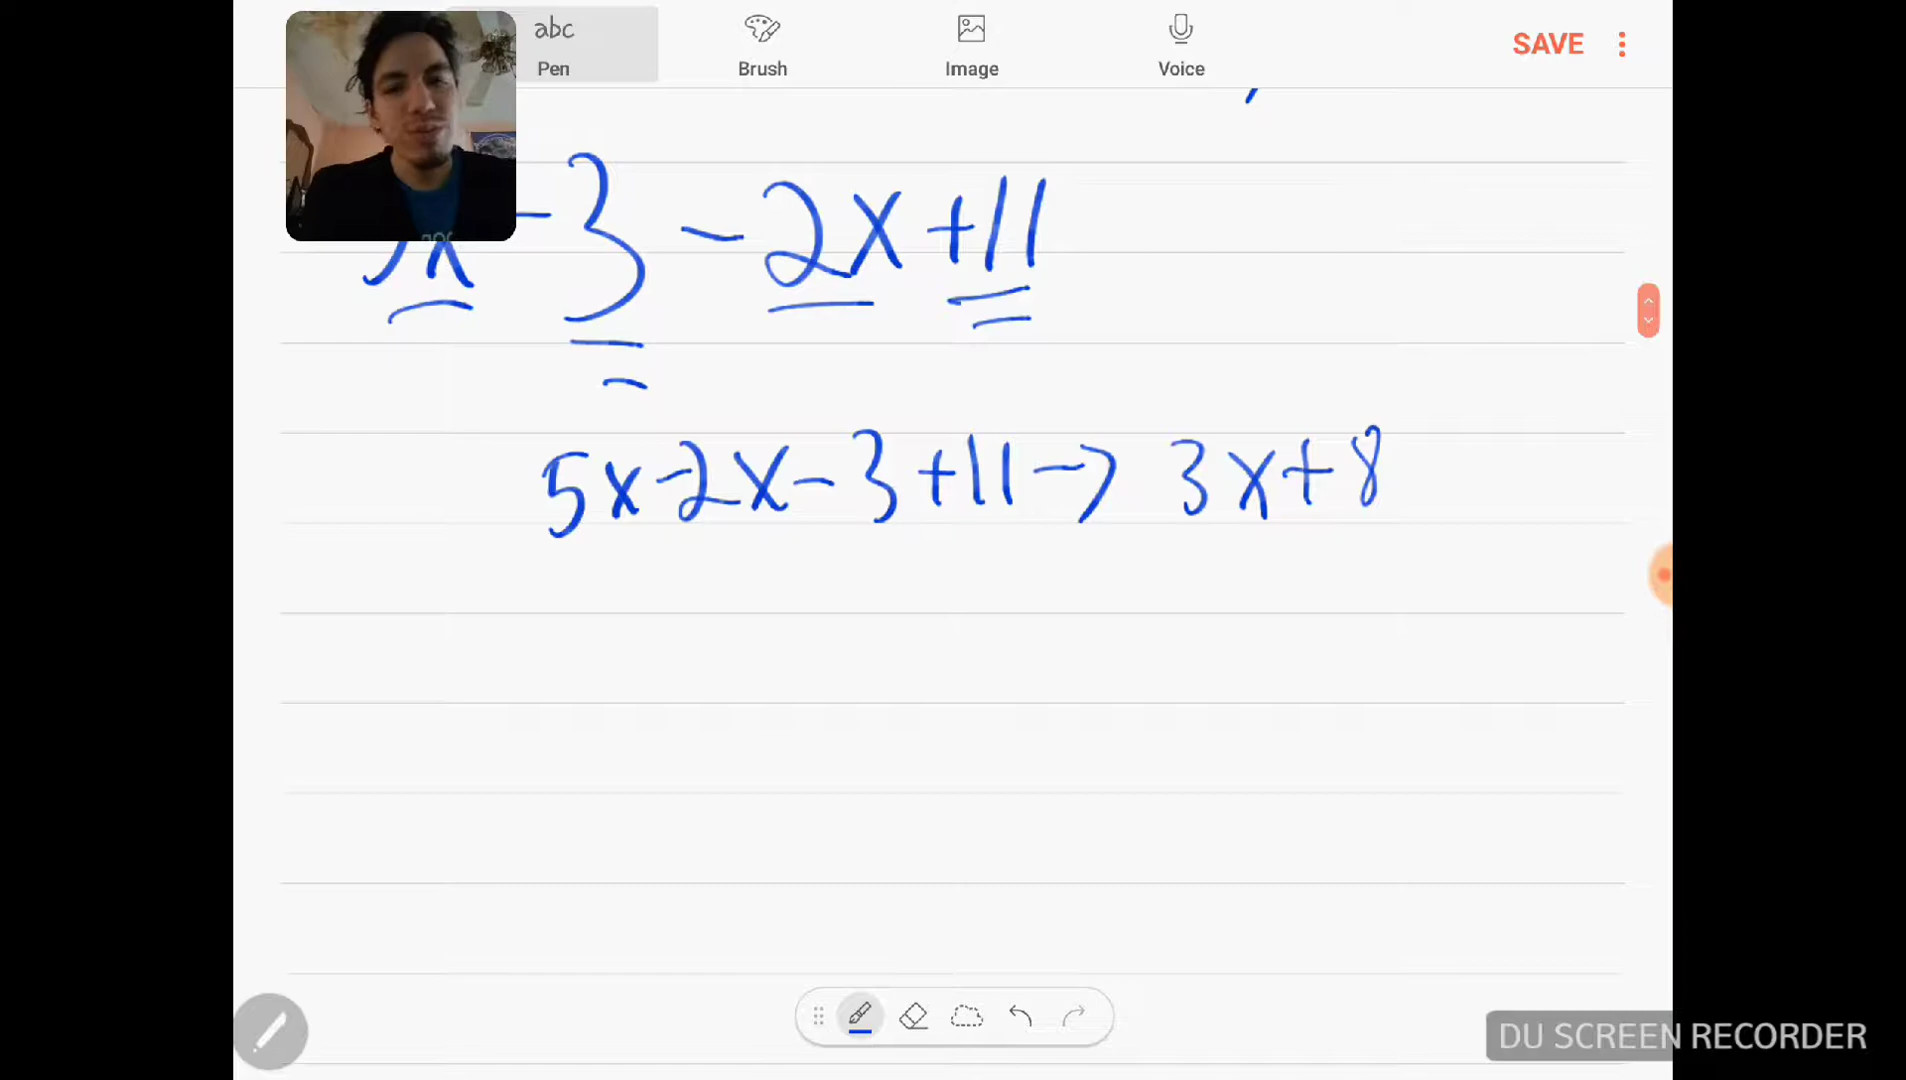 abc
Pen
Brush
Image
Voice
SAVE
x - 3 - 2x + 11
5x - 2x - 3 + 11 → 3x + 8
DU SCREEN RECORDER